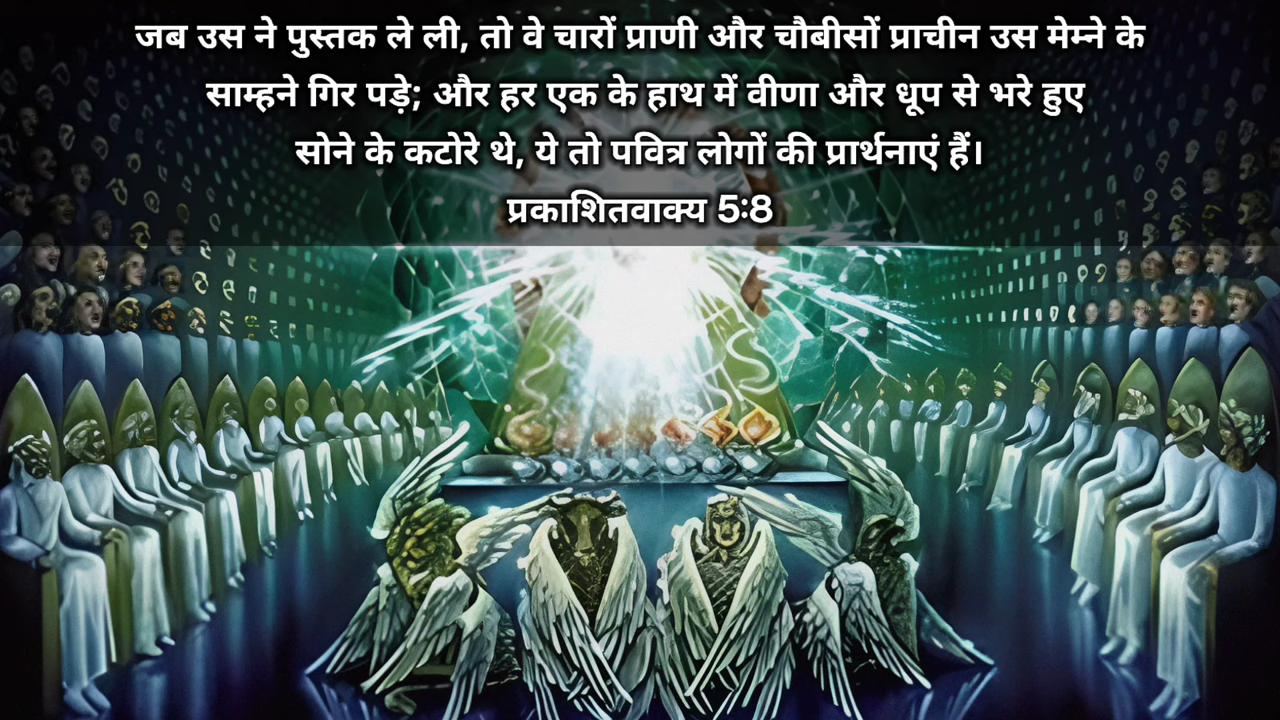 जब उस ने पुस्तक ले ली, तो वे चारों प्राणी और चौबीसों प्राचीन उस मेम्ने के
साम्हने गिर पड़े; और हर एक के हाथ में वीणा और धूप से भरे हुए
सोने के कटोरे थे, ये तो पवित्र लोगों की प्रार्थनाएं हैं।
प्रकाशितवाक्य 5:8